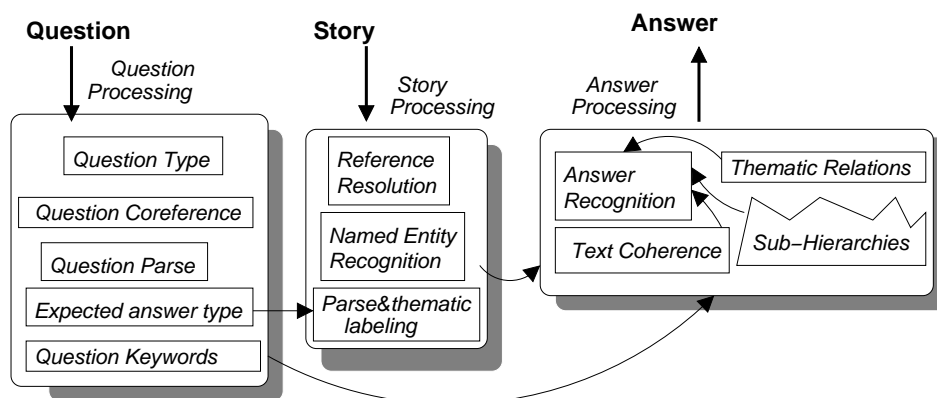 Question
Story
Answer
Question
Processing
Story
Processing
Answer
Processing
Question Type
Question Coreference
Question Parse
Expected answer type
Question Keywords
Reference
Resolution
Named Entity
Recognition
Parse&thematic
labeling
Answer
Recognition
Thematic Relations
Text Coherence
Sub−Hierarchies